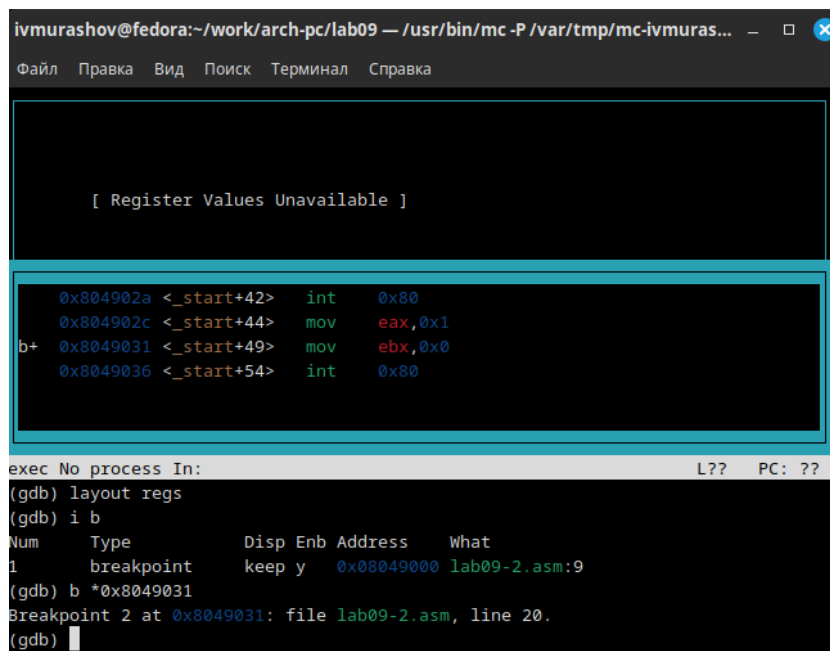 ivmurashov@fedora:~/work/arch-pc/lab09 — /usr/bin/mc -P /var/tmp/mc-ivmuras...
Файл Правка Вид Поиск Терминал Справка
[ Register Values Unavailable ]
0x804902a <_start+42> int 0x80
0x804902c <_start+44> mov eax,0x1
b+ 0x8049031 <_start+49> mov ebx,0x0
0x8049036 <_start+54> int 0x80
exec No process In: L?? PC: ??
(gdb) layout regs
(gdb) i b
Num Type Disp Enb Address What
1 breakpoint keep y 0x08049000 lab09-2.asm:9
(gdb) b *0x8049031
Breakpoint 2 at 0x8049031: file lab09-2.asm, line 20.
(gdb)